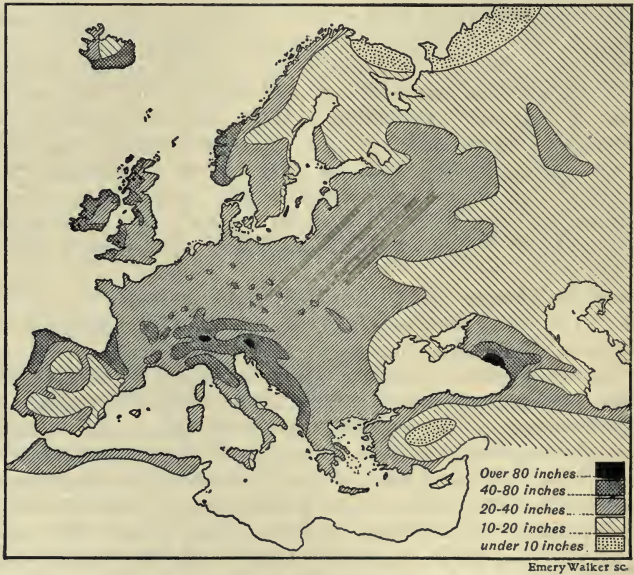 Over 80 inches
40-80 inches
20-40 inches
10-20 inches
under 10 inches
Emery Walker sc.